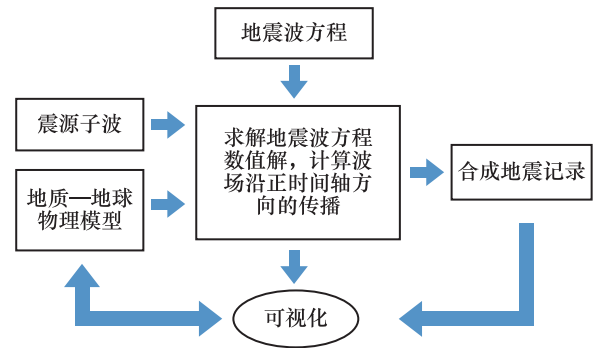 地震波方程
震源子波
地质—地球
物理模型
求解地震波方程
数值解，计算波
场沿正时间轴方
向的传播
合成地震记录
可视化